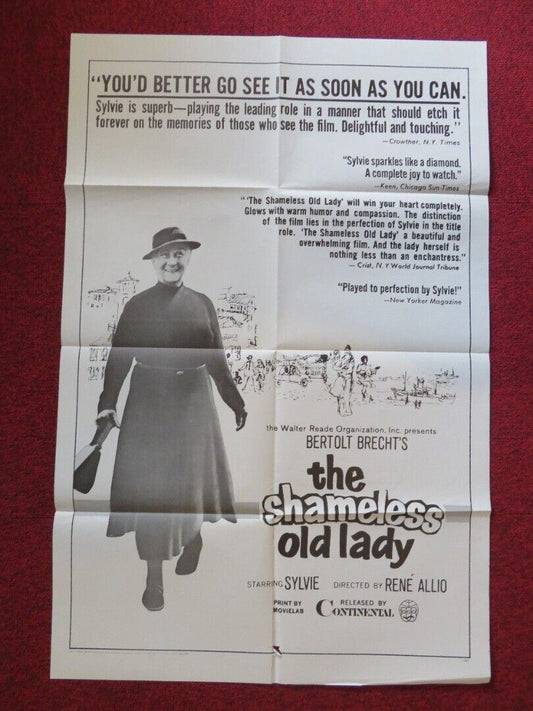 "YOU'D BETTER GO SEE IT AS SOON AS YOU CAN.
Sylvie is superb—playing the leading role in a manner that should etch it
forever on the memories of those who see the film. Delightful and touching."
—Crowther, N.Y. Times
"Sylvie sparkles like a diamond.
A complete joy to watch."
—Keen, Chicago Sun-Times
"'The Shameless Old Lady' will win your heart completely.
Glows with warm humor and compassion. The distinction
of the film lies in the perfection of Sylvie in the title
role. 'The Shameless Old Lady' a beautiful and
overwhelming film. And the lady herself is
nothing less than an enchantress."
— Crist, N.Y World Journal Tribune
"Played to perfection by Sylvie!"
—New Yorker Magazine
the Walter Reade Organization, Inc. presents
BERTOLT BRECHT'S
the
shameless
old lady
STARRING SYLVIE DIRECTED BY RENÉ ALLIO
PRINT BY
MOVIELAB
RELEASED BY
CONTINENTAL